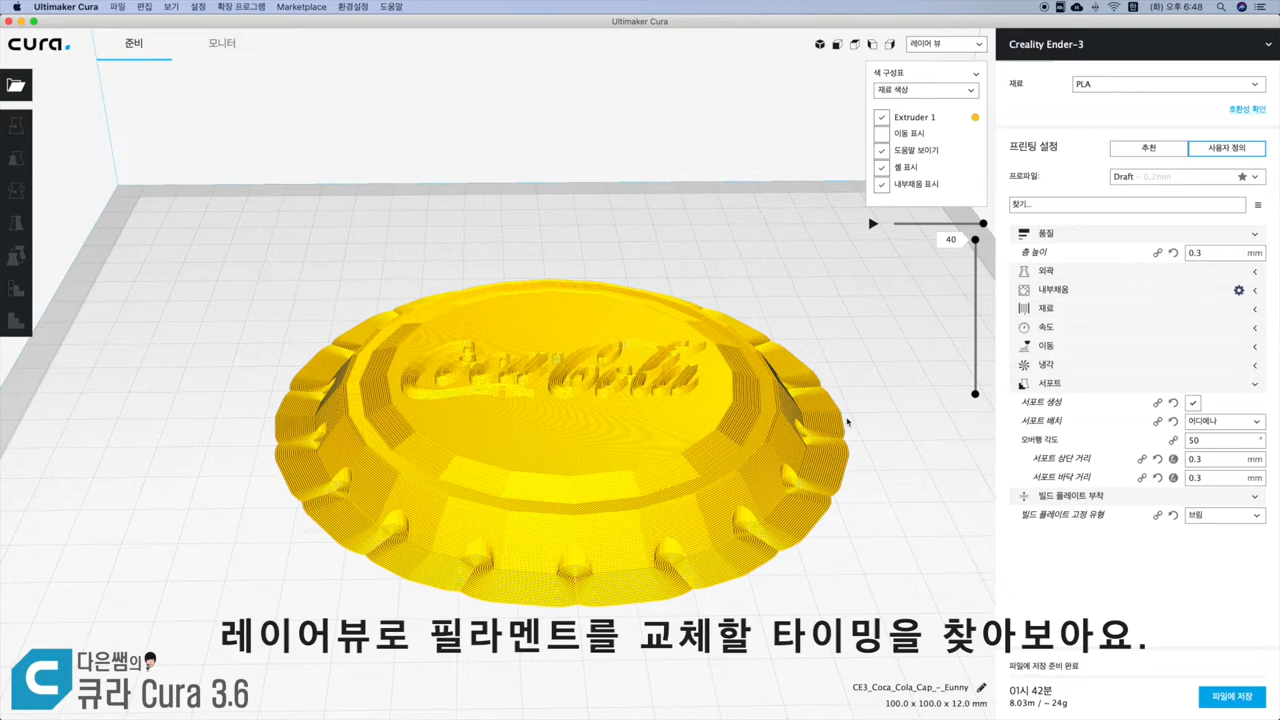 Ultimaker Cura 파일 편집 보기 설정 확장 프로그램 Marketplace 환경설정 도움말
(화) 오후 6:48
Ultimaker Cura
cura.
준비 모니터
레이어 뷰
색 구성표
재료 색상
Extruder 1
이동 표시
도움말 보이기
셸 표시
내부채움 표시
40
Creality Ender-3
재료 PLA
호환성 확인
프린팅 설정 추천 사용자 정의
프로파일: Draft - 0.2mm
찾기...
품질
층 높이 0.3 mm
외곽
내부채움
재료
속도
이동
냉각
서포트
서포트 생성
서포트 배치 어디에나
오버행 각도 50 °
서포트 상단 거리 0.3 mm
서포트 바닥 거리 0.3 mm
빌드 플레이트 부착
빌드 플레이트 고정 유형 브림
레이어뷰로 필라멘트를 교체할 타이밍을 찾아보아요.
다은쌤의
큐라 Cura 3.6
CE3_Coca_Cola_Cap_-_Eunny
100.0 x 100.0 x 12.0 mm
파일에 저장 준비 완료
01시 42분
8.03m / ~ 24g
파일에 저장